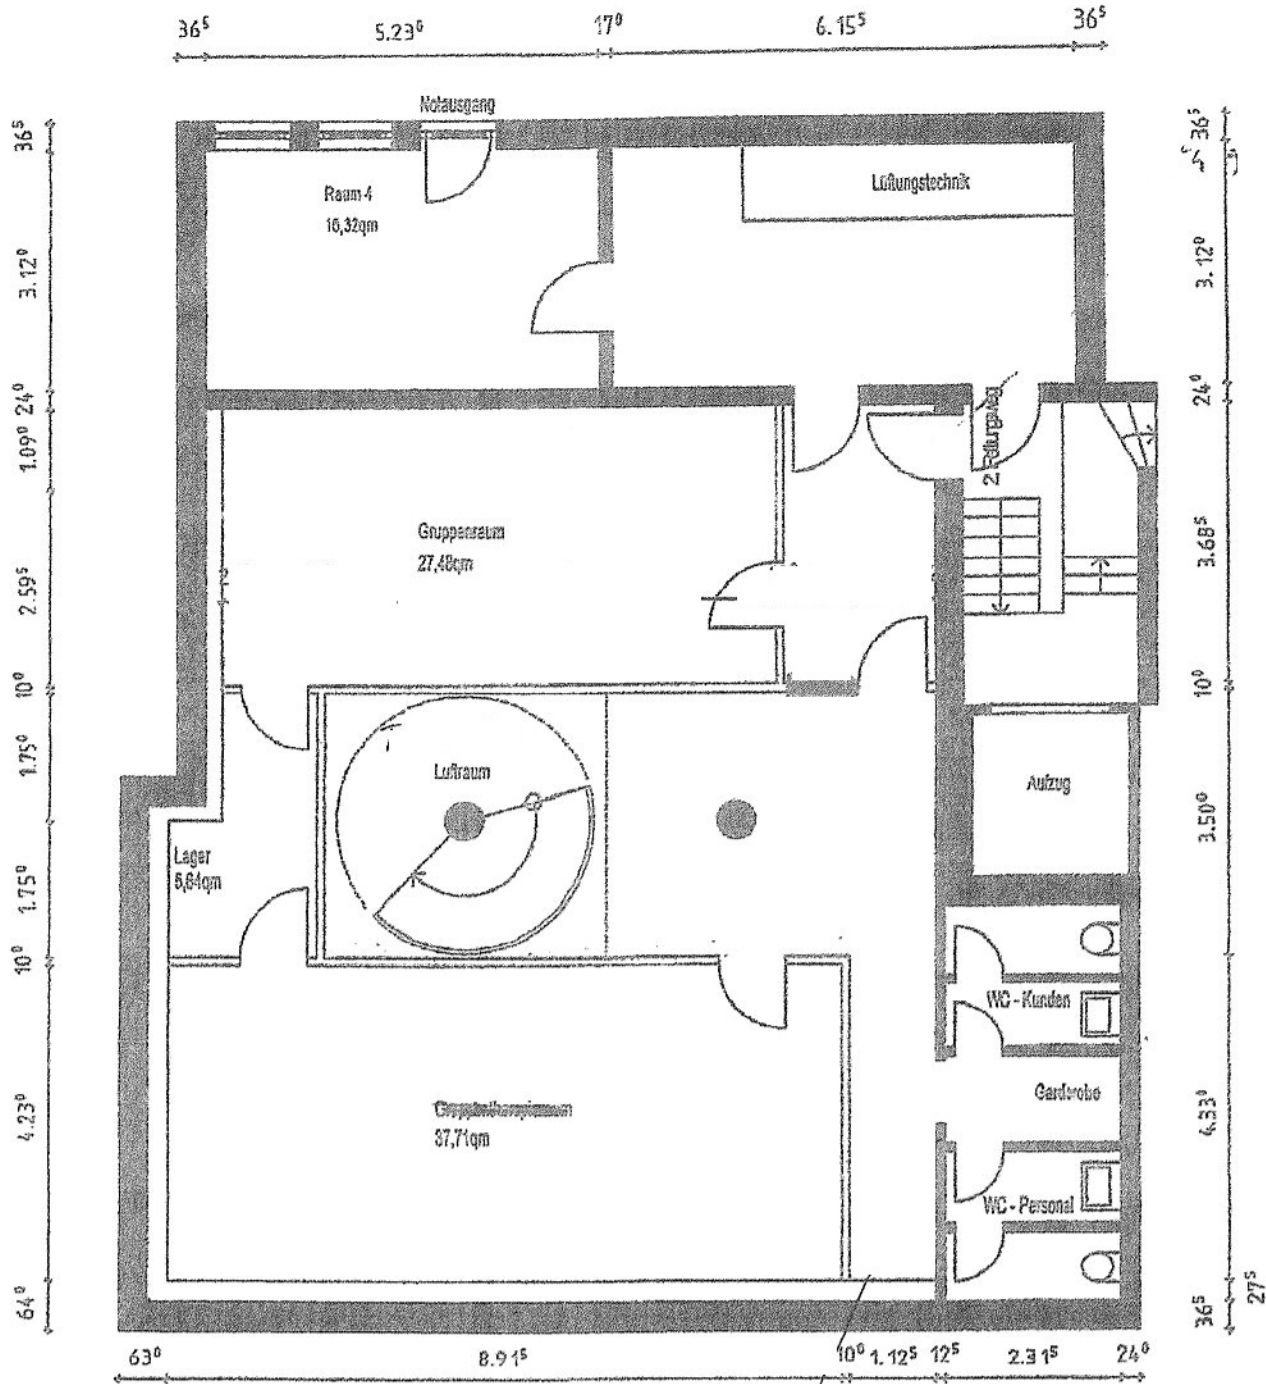 36⁵ 5.23⁰ 17⁰ 6.15⁵ 36⁵
Notausgang
36⁵
3.12⁰
24⁰
1.09⁰
2.59⁵
10⁰
1.75⁰
1.75⁰
10⁰
4.23⁰
64⁰
Raum 4
16,32qm
Lüftungstechnik
2. Rettungsweg
Gruppenraum
27,48qm
Luftraum
Aufzug
Lager
5,64qm
WC - Kunden
Garderobe
37,71qm
WC - Personal
36⁵
3.12⁰
24⁰
3.68⁵
10⁰
3.50⁰
4.33⁰
36⁵
27⁵
63⁰ 8.91⁵ 10⁰ 1.12⁵ 12⁵ 2.31⁵ 24⁰